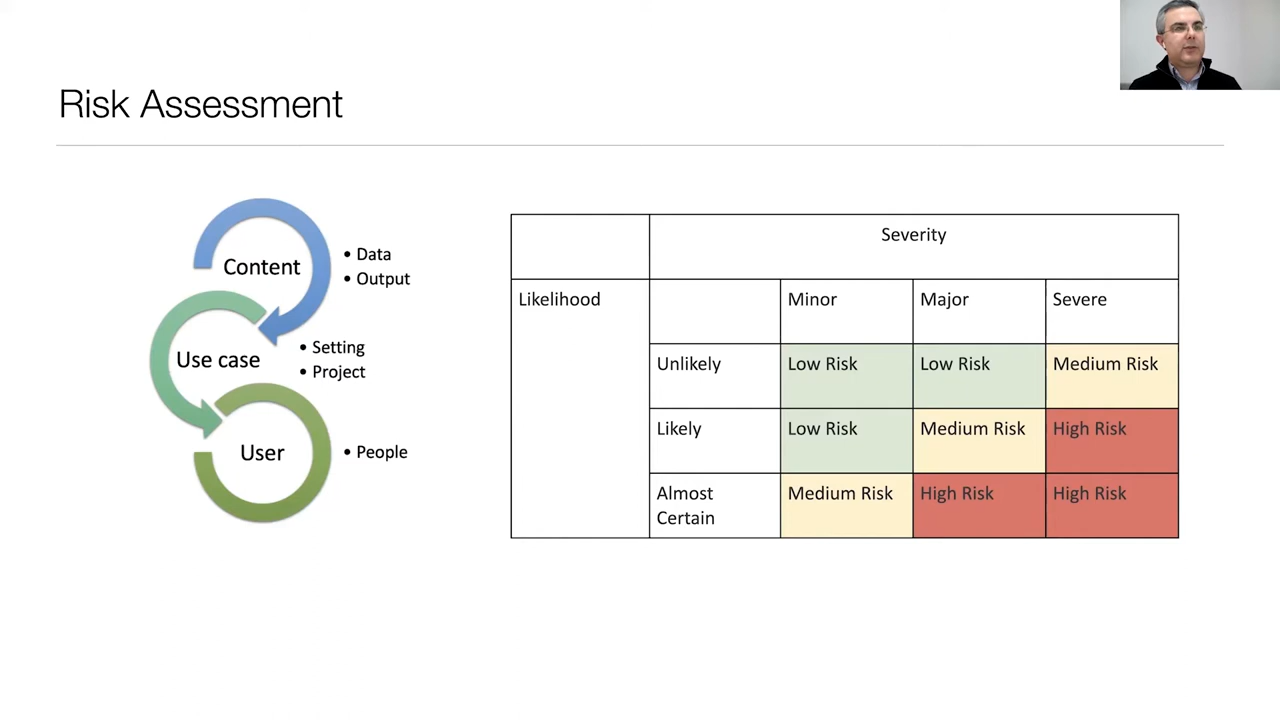 Risk Assessment
Content
• Data
• Output
Use case
• Setting
• Project
User
• People
Severity
Likelihood
Minor
Major
Severe
Unlikely
Low Risk
Low Risk
Medium Risk
Likely
Low Risk
Medium Risk
High Risk
Almost
Certain
Medium Risk
High Risk
High Risk